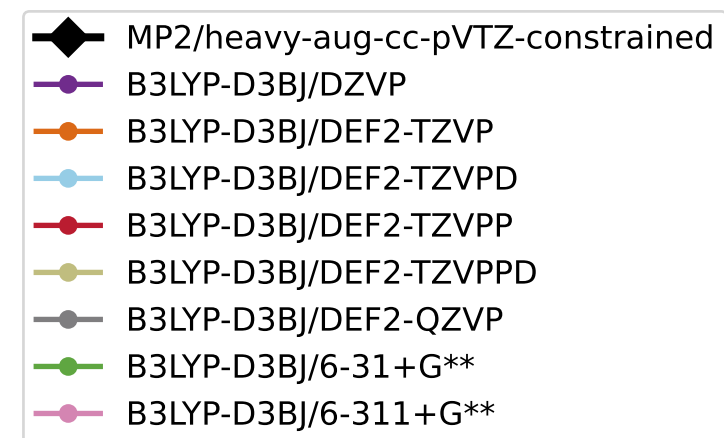 MP2/heavy-aug-cc-pVTZ-constrained
B3LYP-D3BJ/DZVP
B3LYP-D3BJ/DEF2-TZVP
B3LYP-D3BJ/DEF2-TZVPD
B3LYP-D3BJ/DEF2-TZVPP
B3LYP-D3BJ/DEF2-TZVPPD
B3LYP-D3BJ/DEF2-QZVP
B3LYP-D3BJ/6-31+G**
B3LYP-D3BJ/6-311+G**